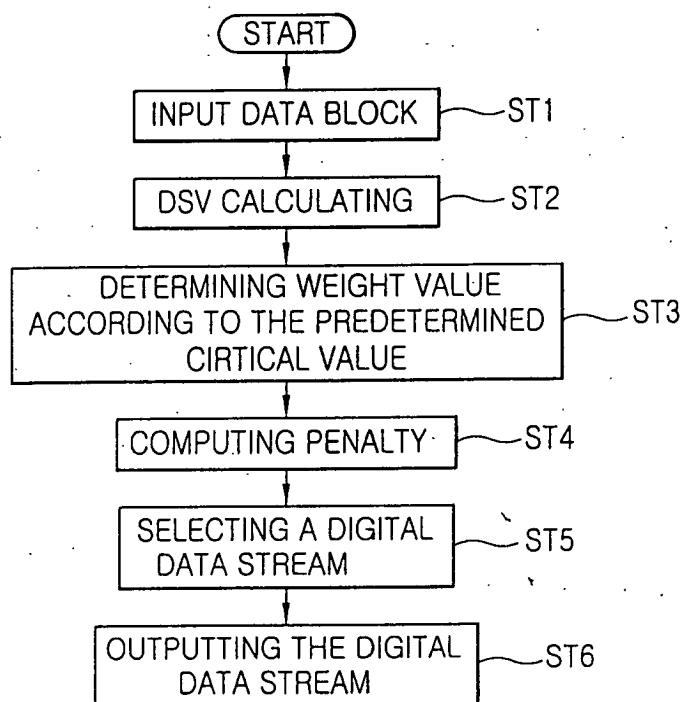 START
INPUT DATA BLOCK
ST1
DSV CALCULATING
ST2
DETERMINING WEIGHT VALUE
ACCORDING TO THE PREDETERMINED
CIRTICAL VALUE
ST3
COMPUTING PENALTY
ST4
SELECTING A DIGITAL
DATA STREAM
ST5
OUTPUTTING THE DIGITAL
DATA STREAM
ST6